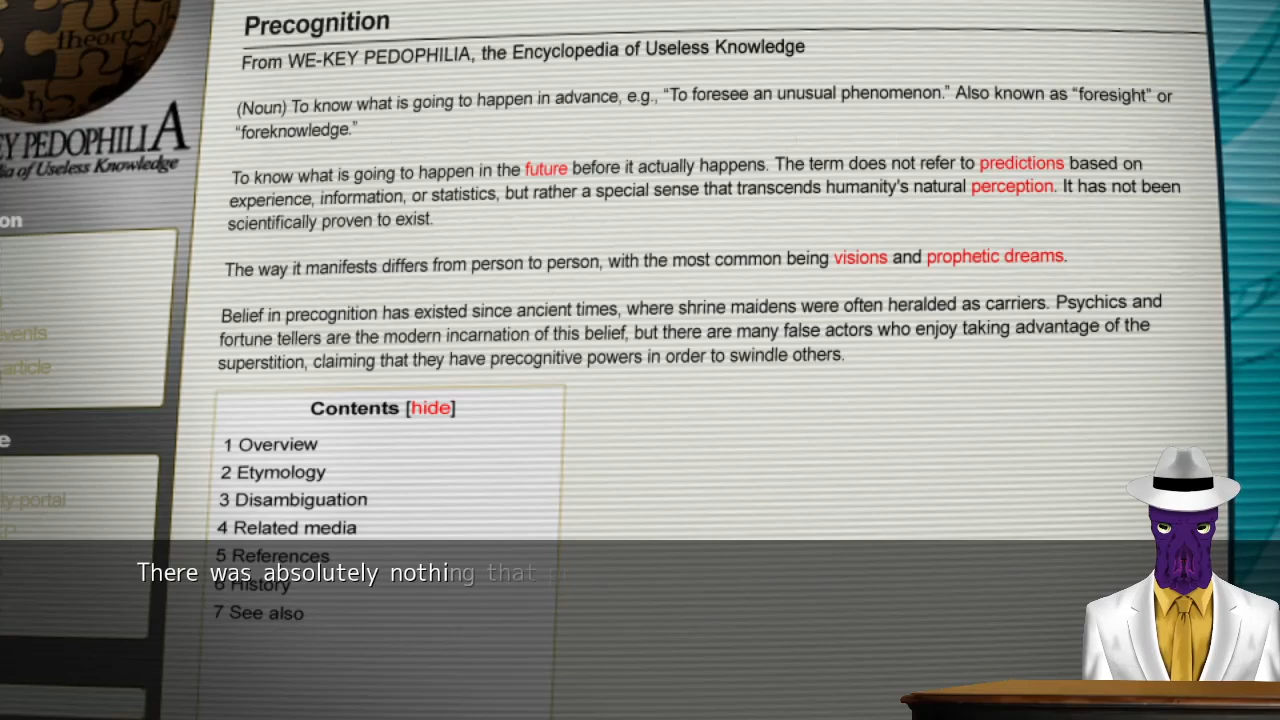 theory
Precognition
From WE-KEY PEDOPHILIA, the Encyclopedia of Useless Knowledge
(Noun) To know what is going to happen in advance, e.g., “To foresee an unusual phenomenon.” Also known as “foresight” or
“foreknowledge.”
EY PEDOPHILIA
ia of Useless Knowledge
To know what is going to happen in the future before it actually happens. The term does not refer to predictions based on
experience, information, or statistics, but rather a special sense that transcends humanity's natural perception. It has not been
scientifically proven to exist.
on
The way it manifests differs from person to person, with the most common being visions and prophetic dreams.
Belief in precognition has existed since ancient times, where shrine maidens were often heralded as carriers. Psychics and
fortune tellers are the modern incarnation of this belief, but there are many false actors who enjoy taking advantage of the
superstition, claiming that they have precognitive powers in order to swindle others.
events
article
Contents [hide]
1 Overview
2 Etymology
3 Disambiguation
4 Related media
5 References
6 History
7 See also
e
ty portal
There was absolutely nothing that